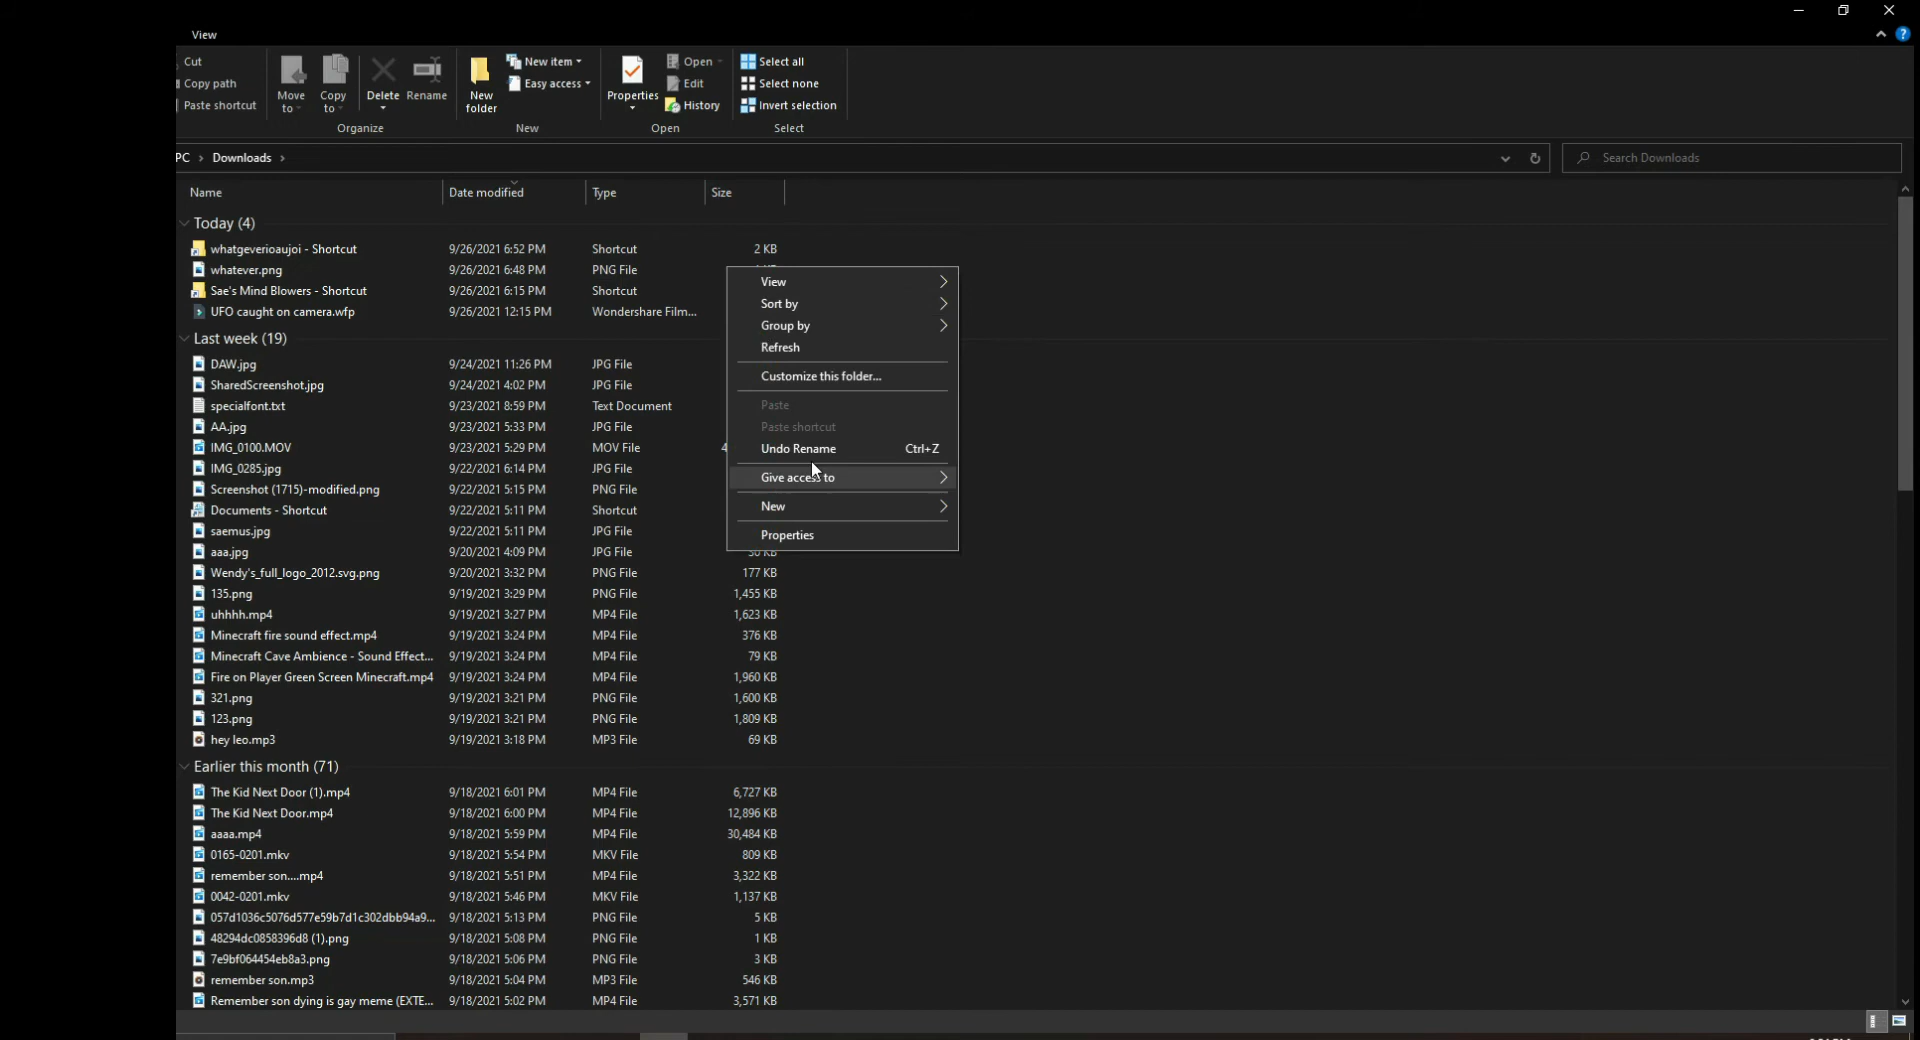 View
Cut
Copy path
Paste shortcut
Move to
Copy to
Delete
Rename
Organize
New folder
New item
Easy access
New
Properties
Open
Edit
History
Open
Select all
Select none
Invert selection
Select
PC > Downloads >
Search Downloads
Name Date modified Type Size
Today (4)
whatgeverioaujoi - Shortcut 9/26/2021 6:52 PM Shortcut 2 KB
whatever.png 9/26/2021 6:48 PM PNG File
Sae's Mind Blowers - Shortcut 9/26/2021 6:15 PM Shortcut
UFO caught on camera.wfp 9/26/2021 12:15 PM Wondershare Film...
Last week (19)
DAW.jpg 9/24/2021 11:26 PM JPG File
SharedScreenshot.jpg 9/24/2021 4:02 PM JPG File
specialfont.txt 9/23/2021 8:59 PM Text Document
AA.jpg 9/23/2021 5:33 PM JPG File
IMG_0100.MOV 9/23/2021 5:29 PM MOV File 4
IMG_0285.jpg 9/22/2021 6:14 PM JPG File
Screenshot (1715)-modified.png 9/22/2021 5:15 PM PNG File
Documents - Shortcut 9/22/2021 5:11 PM Shortcut
saemus.jpg 9/22/2021 5:11 PM JPG File
aaa.jpg 9/20/2021 4:09 PM JPG File 30 KB
Wendy's_full_logo_2012.svg.png 9/20/2021 3:32 PM PNG File 177 KB
135.png 9/19/2021 3:29 PM PNG File 1,455 KB
uhhhh.mp4 9/19/2021 3:27 PM MP4 File 1,623 KB
Minecraft fire sound effect.mp4 9/19/2021 3:24 PM MP4 File 376 KB
Minecraft Cave Ambience - Sound Effect... 9/19/2021 3:24 PM MP4 File 79 KB
Fire on Player Green Screen Minecraft.mp4 9/19/2021 3:24 PM MP4 File 1,960 KB
321.png 9/19/2021 3:21 PM PNG File 1,600 KB
123.png 9/19/2021 3:21 PM PNG File 1,809 KB
hey leo.mp3 9/19/2021 3:18 PM MP3 File 69 KB
Earlier this month (71)
The Kid Next Door (1).mp4 9/18/2021 6:01 PM MP4 File 6,727 KB
The Kid Next Door.mp4 9/18/2021 6:00 PM MP4 File 12,896 KB
aaaa.mp4 9/18/2021 5:59 PM MP4 File 30,484 KB
0165-0201.mkv 9/18/2021 5:54 PM MKV File 809 KB
remember son....mp4 9/18/2021 5:51 PM MP4 File 3,322 KB
0042-0201.mkv 9/18/2021 5:46 PM MKV File 1,137 KB
057d1036c5076d577e59b7d1c302dbb94a9... 9/18/2021 5:13 PM PNG File 5 KB
48294dc0858396d8 (1).png 9/18/2021 5:08 PM PNG File 1 KB
7e9bf064454eb8a3.png 9/18/2021 5:06 PM PNG File 3 KB
remember son.mp3 9/18/2021 5:04 PM MP3 File 546 KB
Remember son dying is gay meme (EXTE... 9/18/2021 5:02 PM MP4 File 3,571 KB
View
Sort by
Group by
Refresh
Customize this folder...
Paste
Paste shortcut
Undo Rename Ctrl+Z
Give access to
New
Properties